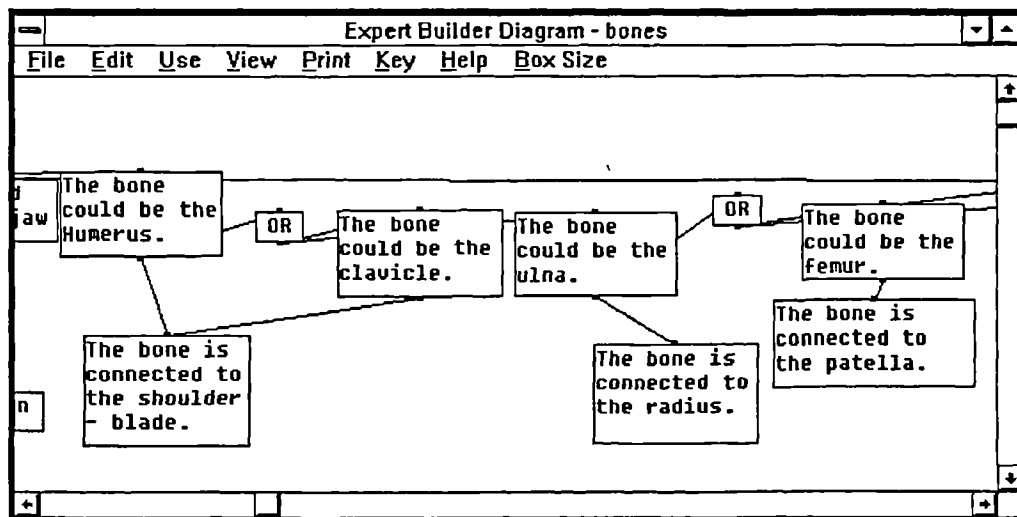 Expert Builder Diagram - bones
File Edit Use View Print Key Help Box Size
d
jaw
The bone
could be the
Humerus.
OR
The bone
could be the
clavicle.
The bone
could be the
ulna.
OR
The bone
could be the
femur.
The bone is
connected to
the shoulder
- blade.
The bone is
connected to
the radius.
The bone is
connected to
the patella.
n